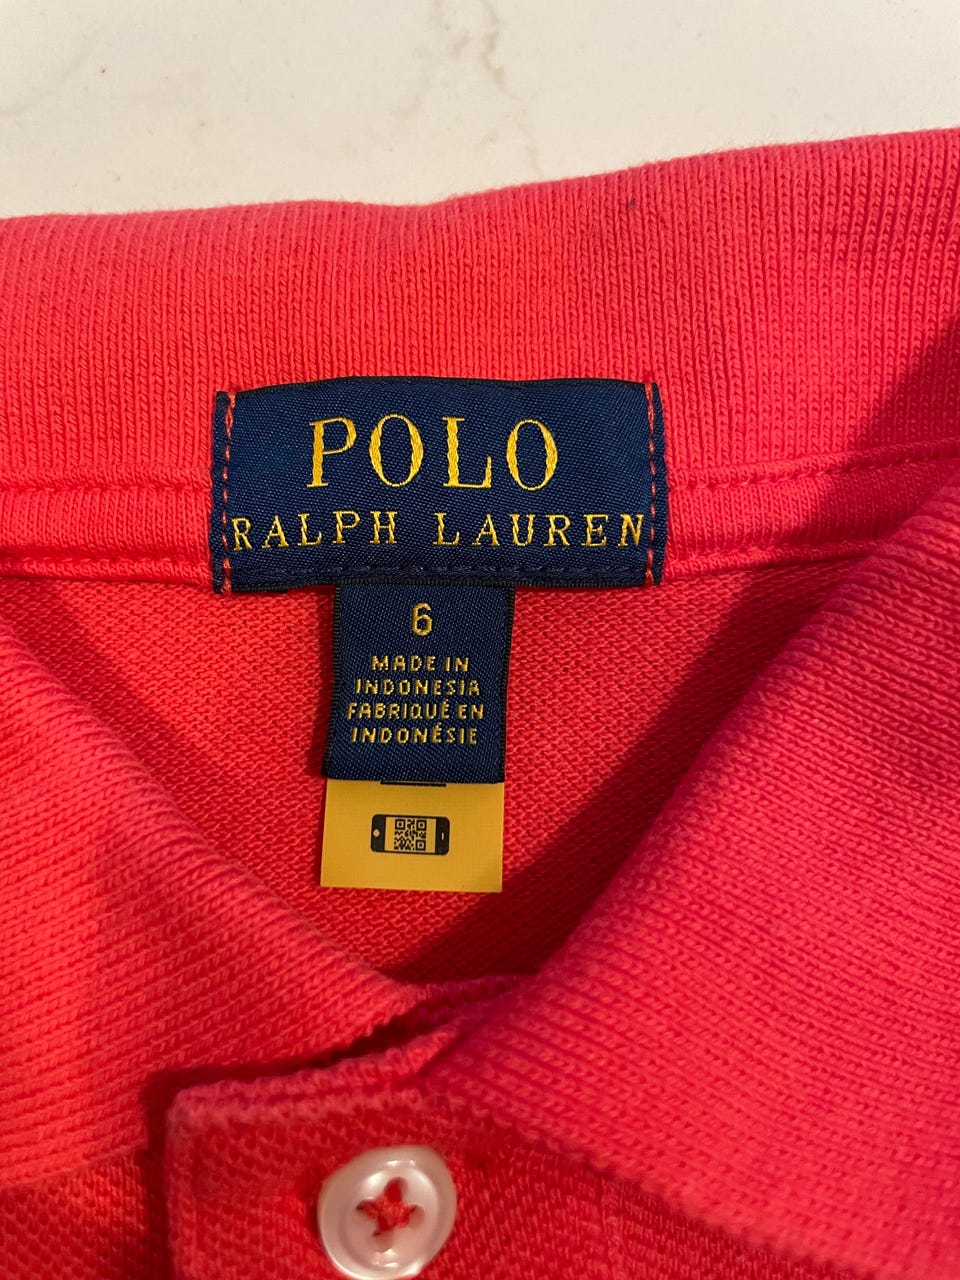 POLO
RALPH LAUREN
6
MADE IN
INDONESIA
FABRIQUÉ EN
INDONÉSIE